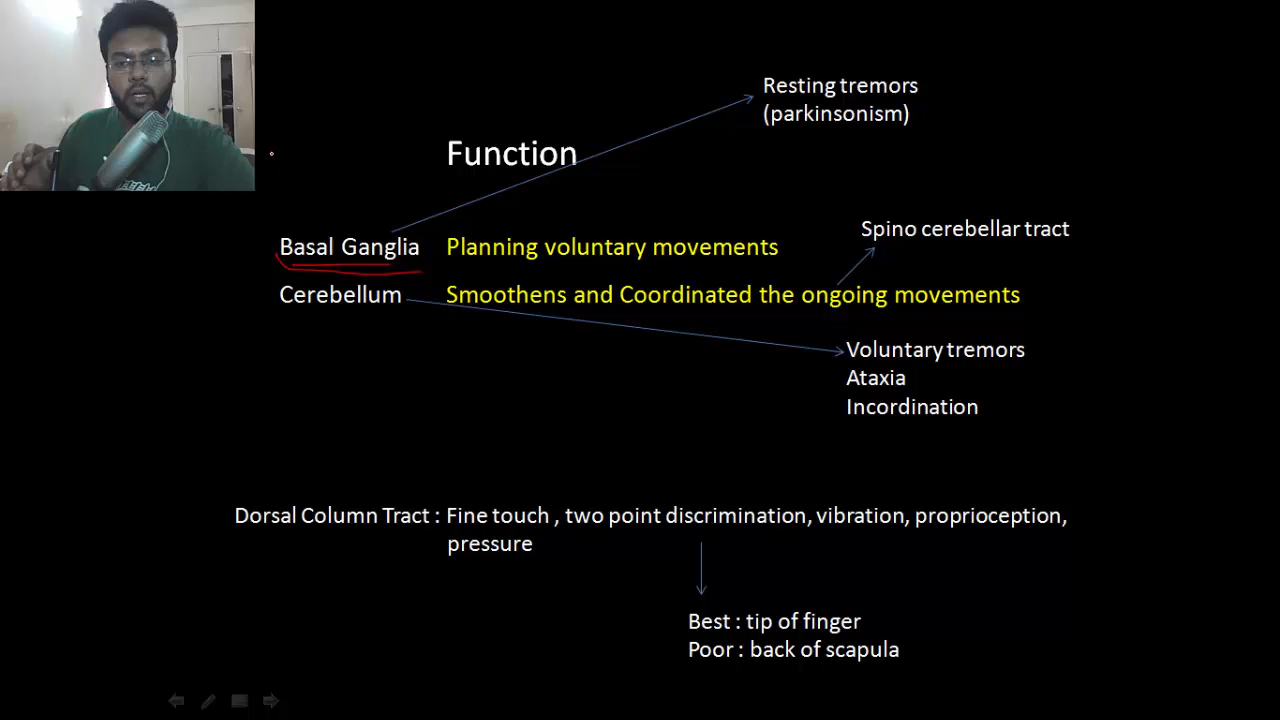 Resting tremors
(parkinsonism)
Function
Spino cerebellar tract
Basal Ganglia Planning voluntary movements
Cerebellum Smoothens and Coordinated the ongoing movements
Voluntary tremors
Ataxia
Incordination
Dorsal Column Tract : Fine touch , two point discrimination, vibration, proprioception,
pressure
Best : tip of finger
Poor : back of scapula